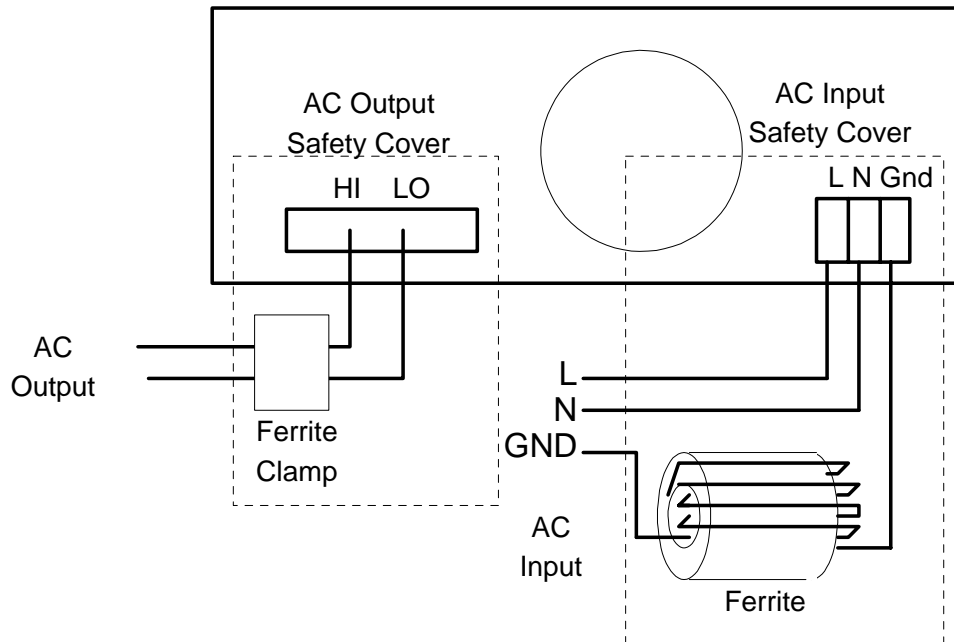 AC Output
Safety Cover
HI LO
AC Input
Safety Cover
L N Gnd
AC
Output
Ferrite
Clamp
L
N
GND
AC
Input
Ferrite